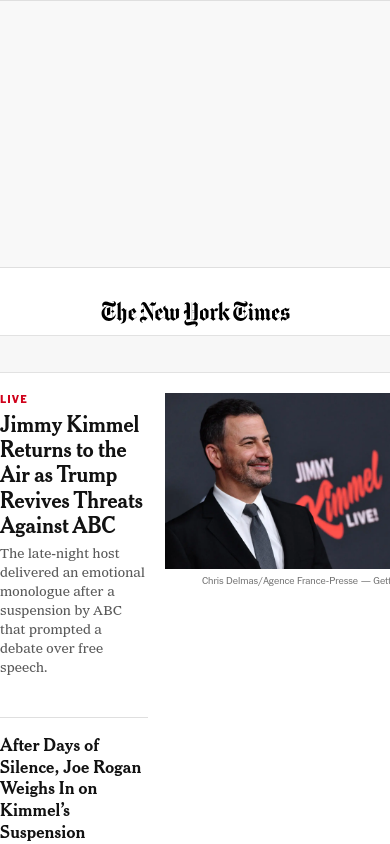 The New York Times
LIVE
Jimmy Kimmel
Returns to the
Air as Trump
Revives Threats
Against ABC
The late-night host
delivered an emotional
monologue after a
suspension by ABC
that prompted a
debate over free
speech.
JIMMY
Kimmel
LIVE!
Chris Delmas/Agence France-Presse — Gett
After Days of
Silence, Joe Rogan
Weighs In on
Kimmel’s
Suspension